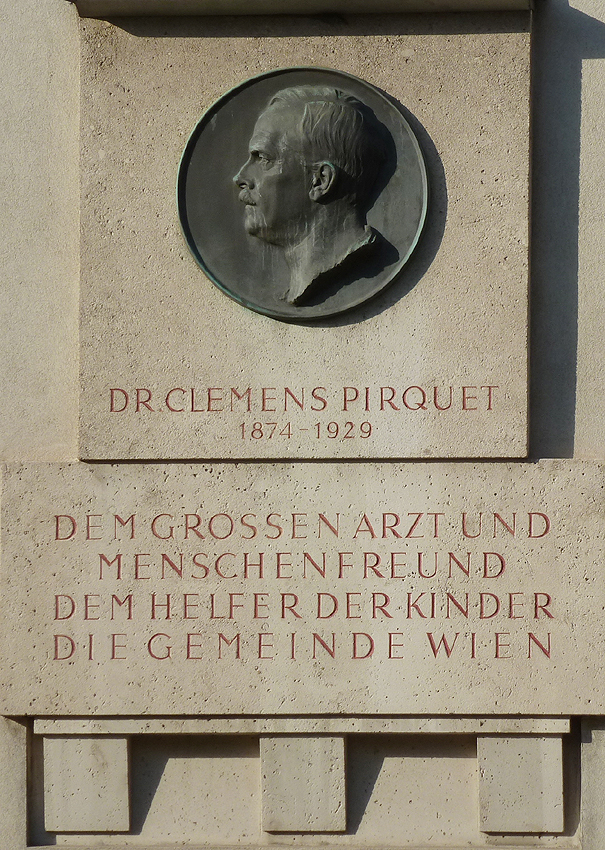 DR. CLEMENS PIRQUET
1874-1929
DEM GROSSEN ARZT UND
MENSCHENFREUND
DEM HELFER DER KINDER
DIE GEMEINDE WIEN